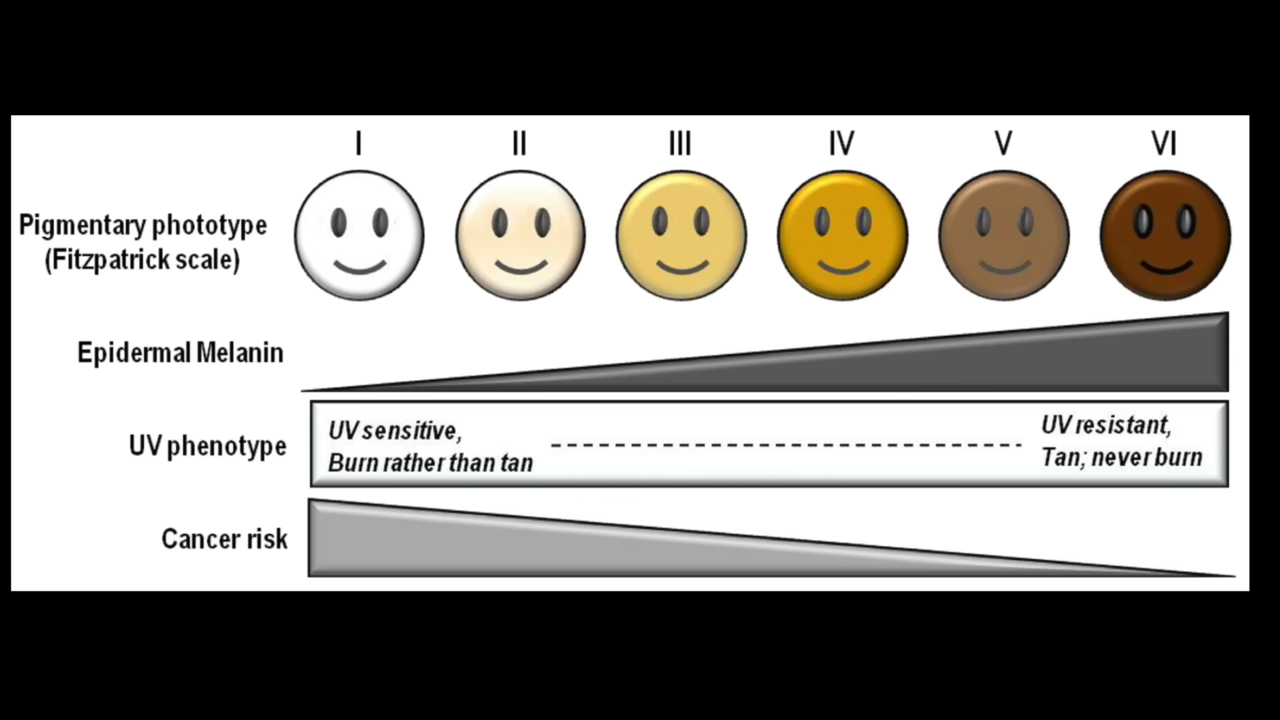 I II III IV V VI
Pigmentary phototype
(Fitzpatrick scale)
Epidermal Melanin
UV phenotype
UV sensitive,
Burn rather than tan
UV resistant,
Tan; never burn
Cancer risk